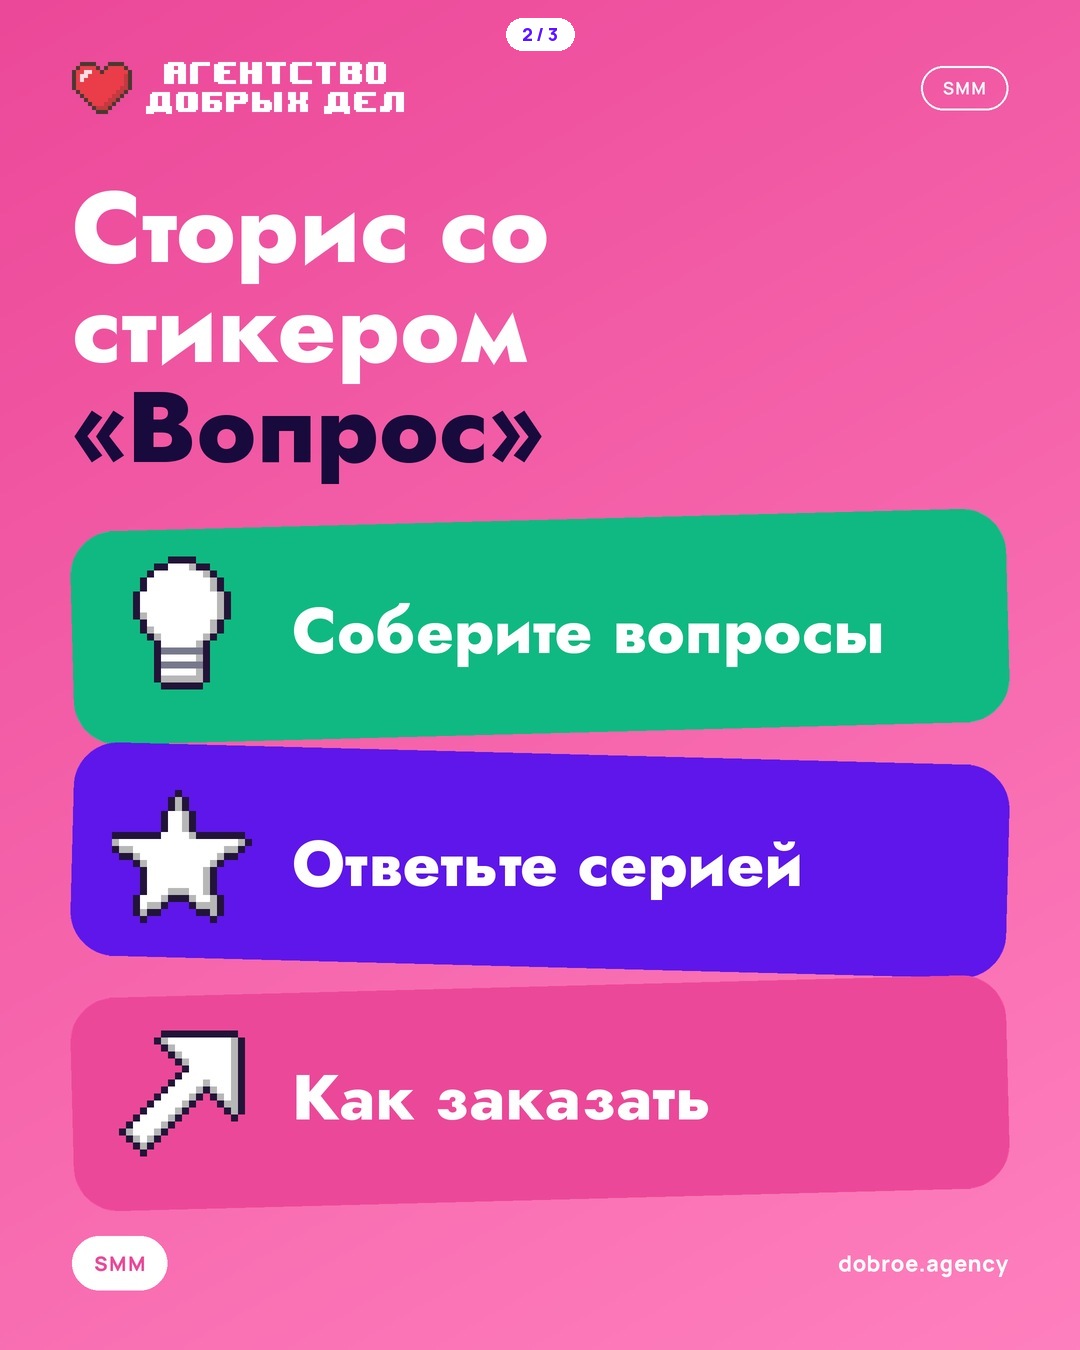 2 / 3
АГЕНТСТВО
ДОБРЫХ ДЕЛ
SMM
Сторис со
стикером
«Вопрос»
Соберите вопросы
Ответьте серией
Как заказать
SMM
dobroe.agency